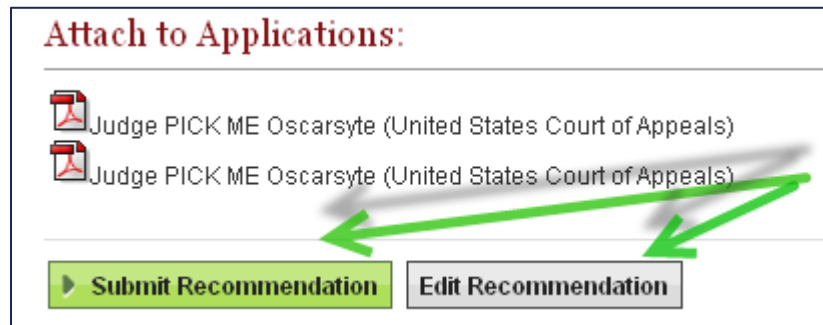 Attach to Applications:
Judge PICK ME Oscarsyte (United States Court of Appeals)
Judge PICK ME Oscarsyte (United States Court of Appeals)
Submit Recommendation Edit Recommendation